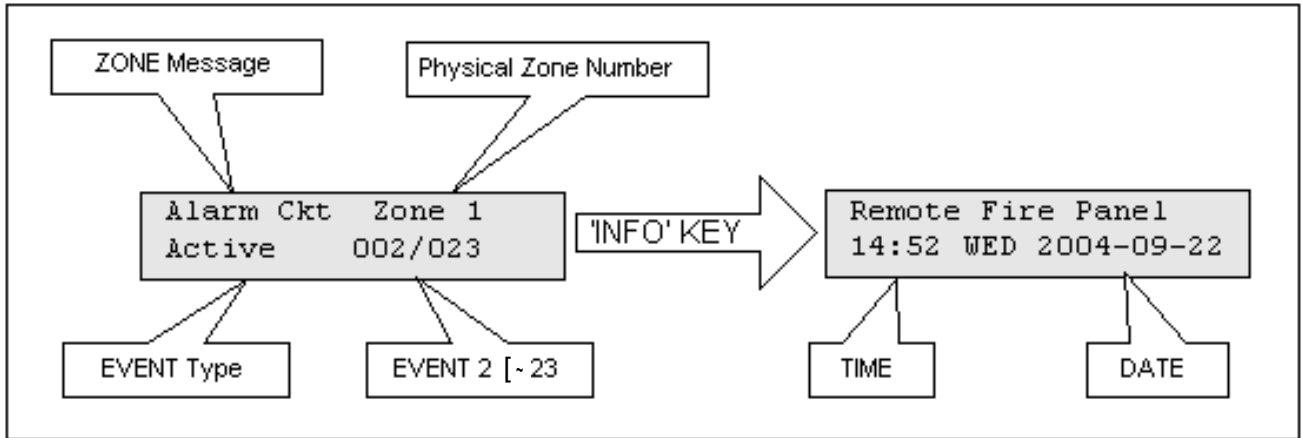 ZONE Message
Physical Zone Number
Alarm Ckt Zone 1
Active 002/023
'INFO' KEY
Remote Fire Panel
14:52 WED 2004-09-22
EVENT Type
EVENT 2 [~ 23
TIME
DATE